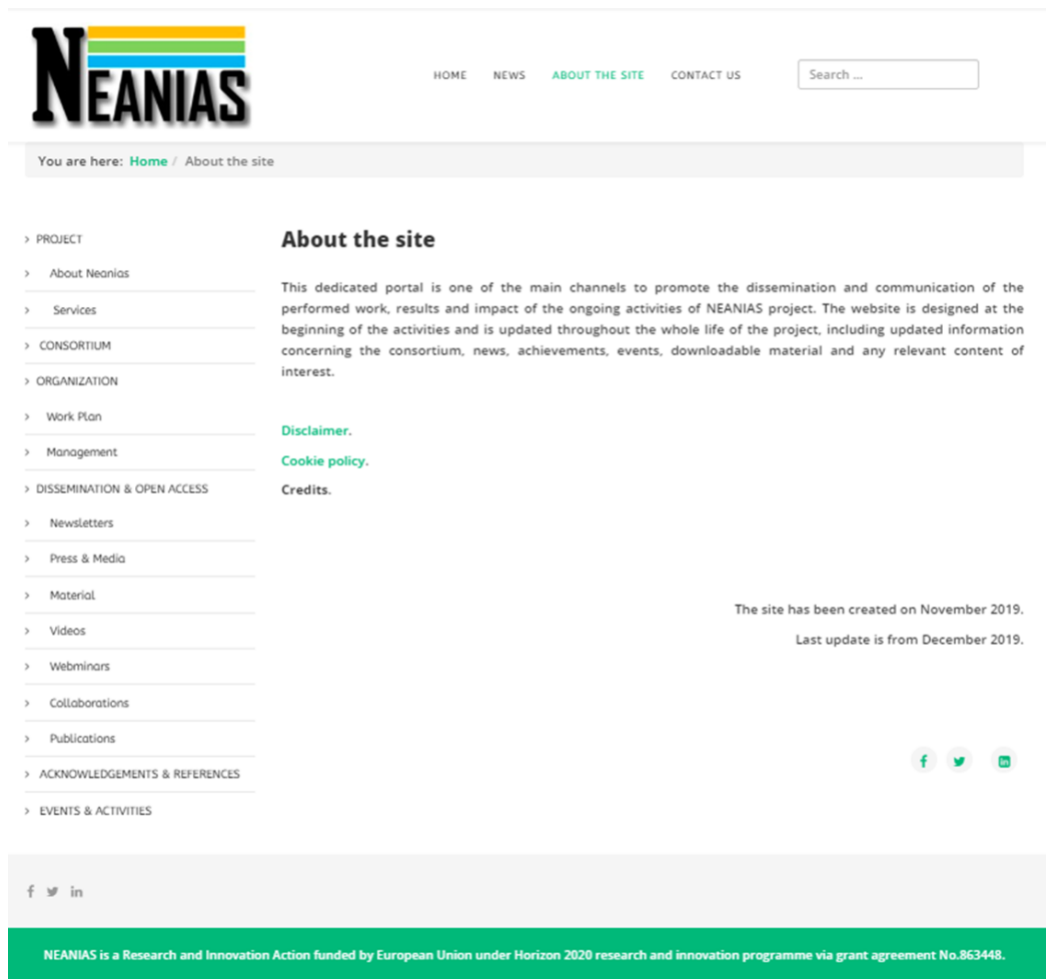 NEANIAS
HOME NEWS ABOUT THE SITE CONTACT US Search ...
You are here: Home / About the site
> PROJECT
> About Neanias
> Services
> CONSORTIUM
> ORGANIZATION
> Work Plan
> Management
> DISSEMINATION & OPEN ACCESS
> Newsletters
> Press & Media
> Material
> Videos
> Webminars
> Collaborations
> Publications
> ACKNOWLEDGEMENTS & REFERENCES
> EVENTS & ACTIVITIES
About the site
This dedicated portal is one of the main channels to promote the dissemination and communication of the
performed work, results and impact of the ongoing activities of NEANIAS project. The website is designed at the
beginning of the activities and is updated throughout the whole life of the project, including updated information
concerning the consortium, news, achievements, events, downloadable material and any relevant content of
interest.
Disclaimer.
Cookie policy.
Credits.
The site has been created on November 2019.
Last update is from December 2019.
NEANIAS is a Research and Innovation Action funded by European Union under Horizon 2020 research and innovation programme via grant agreement No.863448.